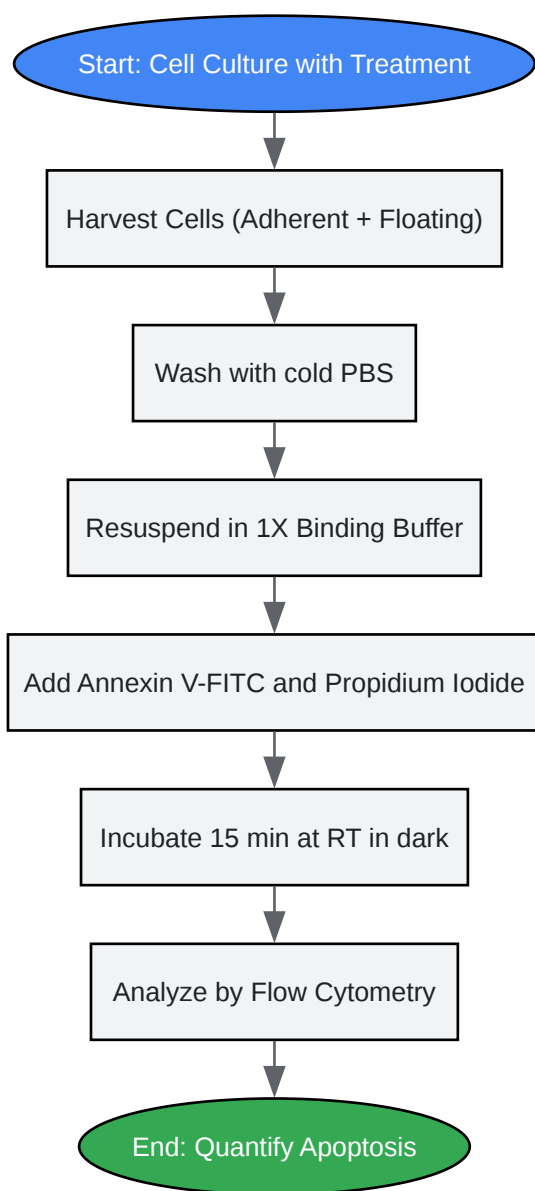 Start: Cell Culture with Treatment
Harvest Cells (Adherent + Floating)
Wash with cold PBS
Resuspend in 1X Binding Buffer
Add Annexin V-FITC and Propidium Iodide
Incubate 15 min at RT in dark
Analyze by Flow Cytometry
End: Quantify Apoptosis